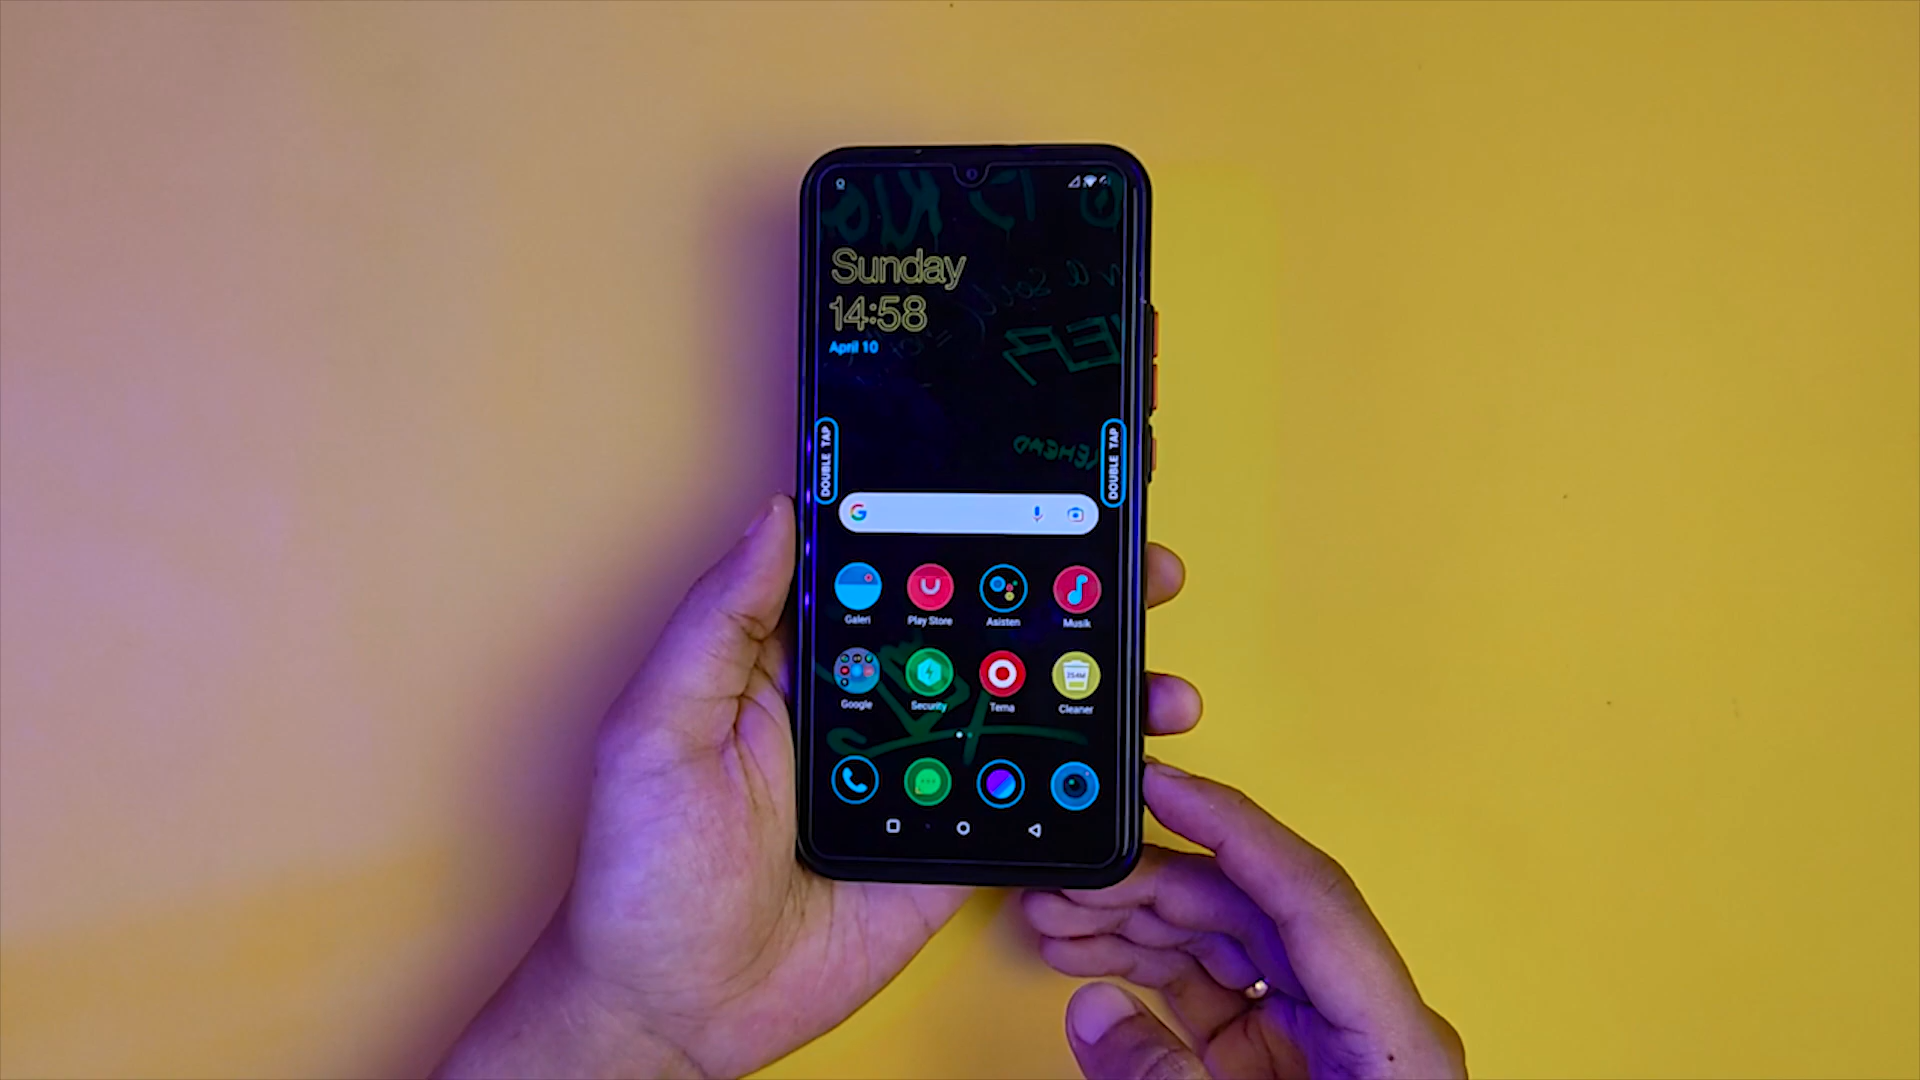 Sunday
14:58
April 10
DOUBLE TAP
DOUBLE TAP
G
Galeri
Play Store
Asisten
Musik
Google
Security
Tema
Cleaner